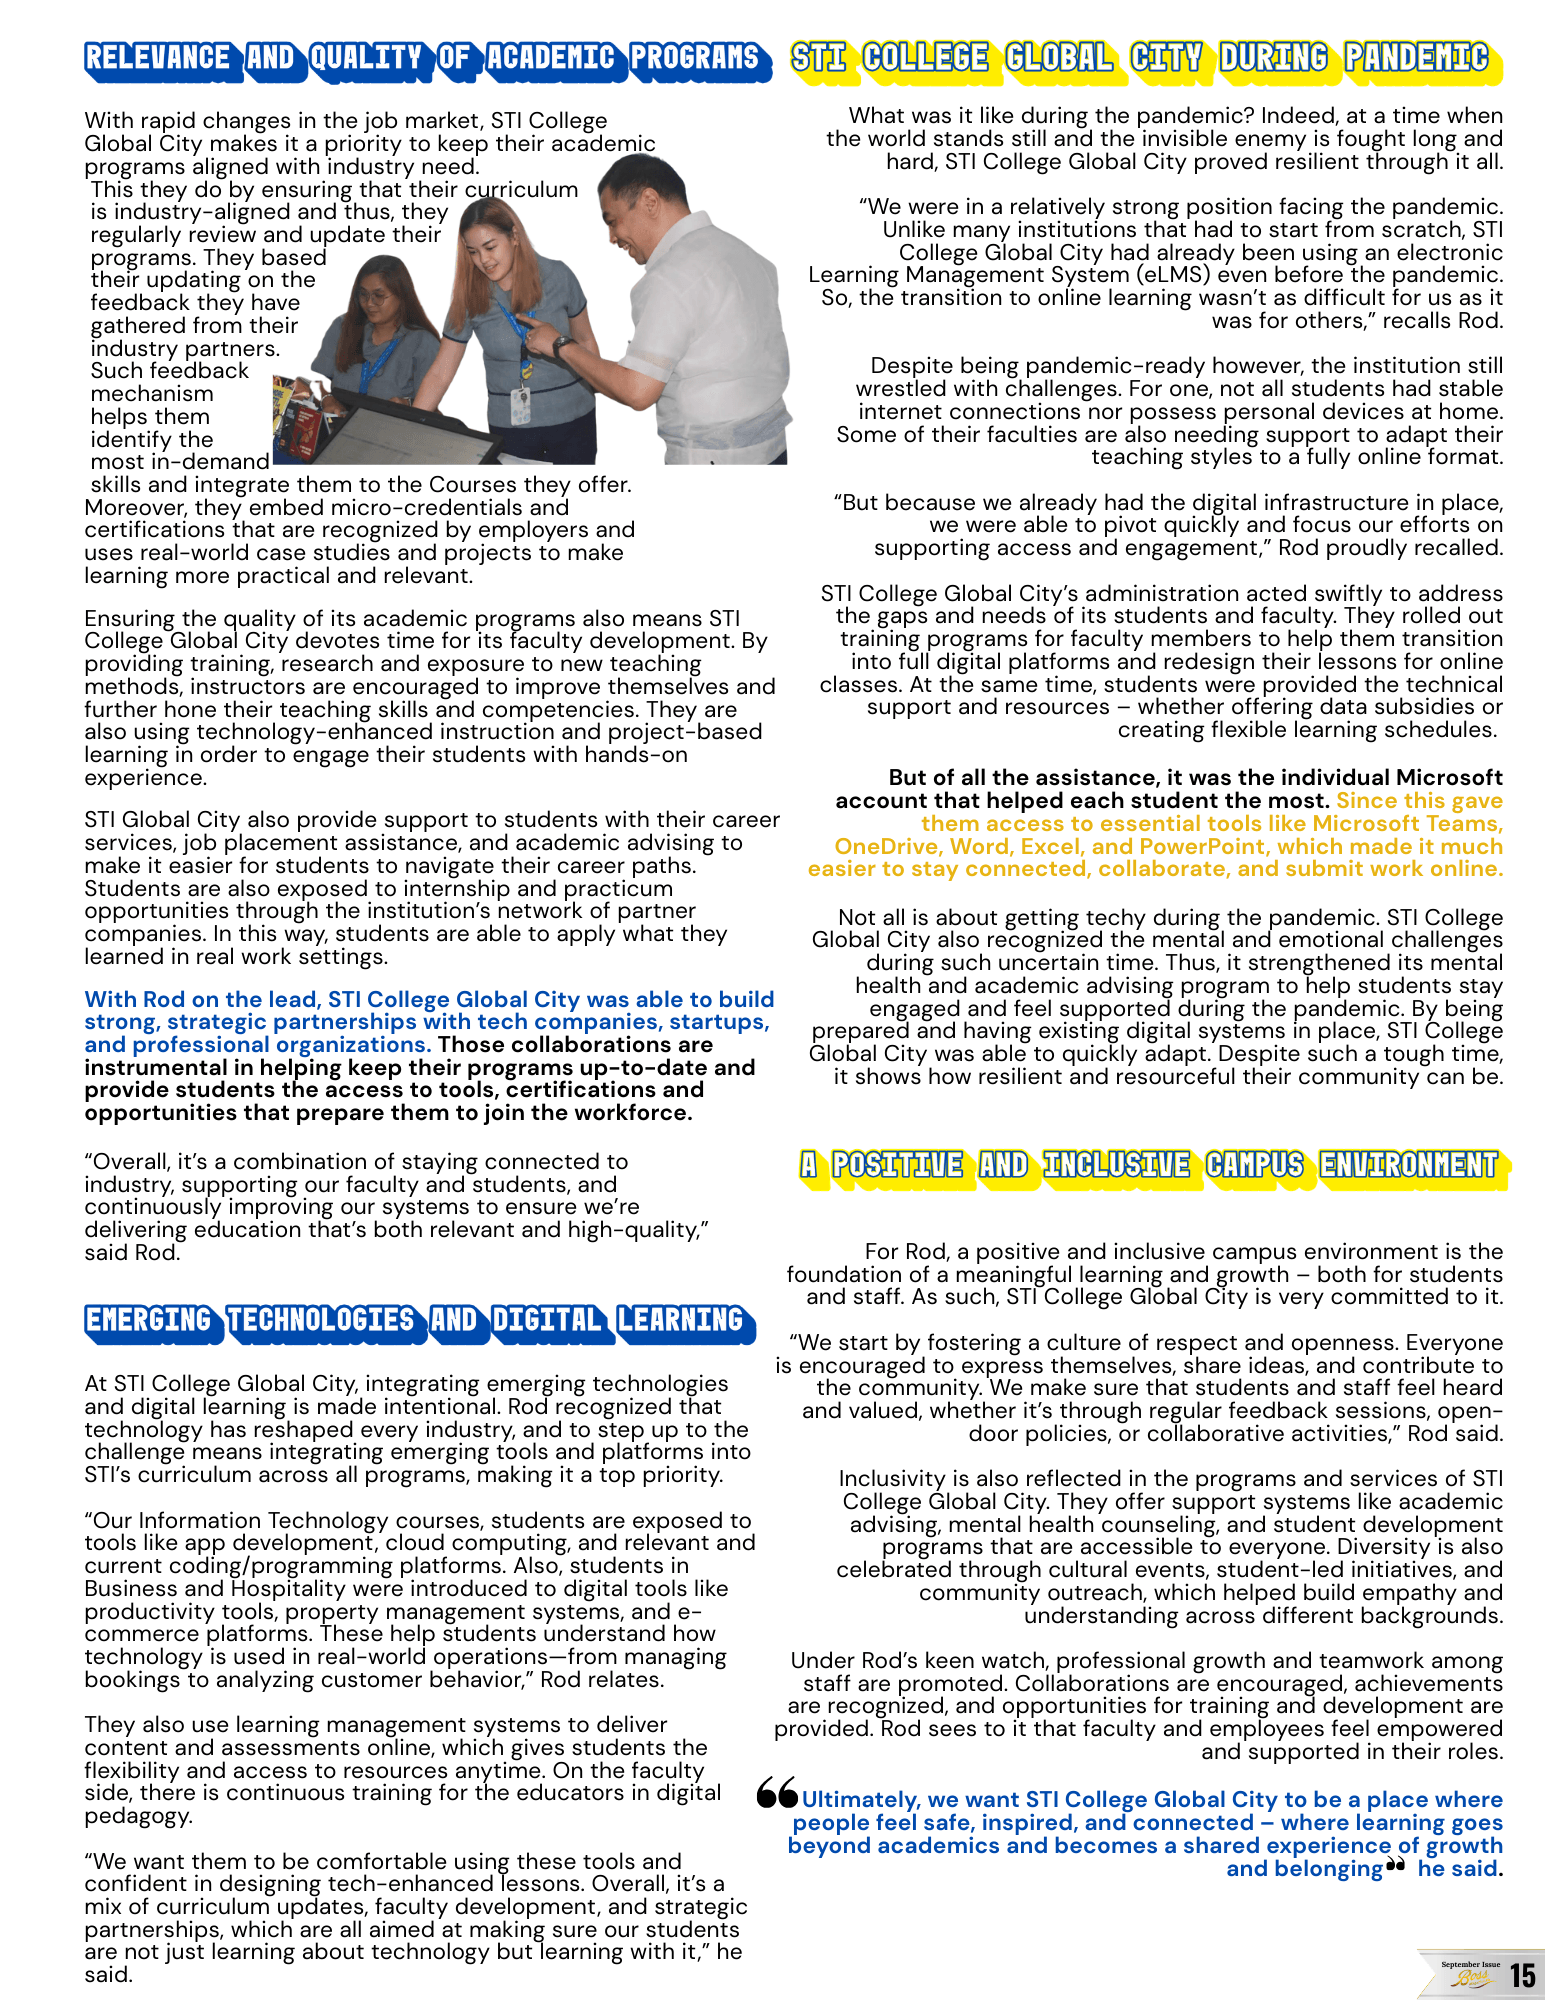 RELEVANCE AND QUALITY OF ACADEMIC PROGRAMS
With rapid changes in the job market, STI College
Global City makes it a priority to keep their academic
programs aligned with industry need.
This they do by ensuring that their curriculum
is industry-aligned and thus, they
regularly review and update their
programs. They based
their updating on the
feedback they have
gathered from their
industry partners.
Such feedback
mechanism
helps them
identify the
most in-demand
skills and integrate them to the Courses they offer.
Moreover, they embed micro-credentials and
certifications that are recognized by employers and
uses real-world case studies and projects to make
learning more practical and relevant.
Ensuring the quality of its academic programs also means STI
College Global City devotes time for its faculty development. By
providing training, research and exposure to new teaching
methods, instructors are encouraged to improve themselves and
further hone their teaching skills and competencies. They are
also using technology-enhanced instruction and project-based
learning in order to engage their students with hands-on
experience.
STI Global City also provide support to students with their career
services, job placement assistance, and academic advising to
make it easier for students to navigate their career paths.
Students are also exposed to internship and practicum
opportunities through the institution's network of partner
companies. In this way, students are able to apply what they
learned in real work settings.
With Rod on the lead, STI College Global City was able to build
strong, strategic partnerships with tech companies, startups,
and professional organizations. Those collaborations are
instrumental in helping keep their programs up-to-date and
provide students the access to tools, certifications and
opportunities that prepare them to join the workforce.
“Overall, it's a combination of staying connected to
industry, supporting our faculty and students, and
continuously improving our systems to ensure we're
delivering education that's both relevant and high-quality,”
said Rod.
EMERGING TECHNOLOGIES AND DIGITAL LEARNING
At STI College Global City, integrating emerging technologies
and digital learning is made intentional. Rod recognized that
technology has reshaped every industry, and to step up to the
challenge means integrating emerging tools and platforms into
STI's curriculum across all programs, making it a top priority.
“Our Information Technology courses, students are exposed to
tools like app development, cloud computing, and relevant and
current coding/programming platforms. Also, students in
Business and Hospitality were introduced to digital tools like
productivity tools, property management systems, and e-
commerce platforms. These help students understand how
technology is used in real-world operations—from managing
bookings to analyzing customer behavior,” Rod relates.
They also use learning management systems to deliver
content and assessments online, which gives students the
flexibility and access to resources anytime. On the faculty
side, there is continuous training for the educators in digital
pedagogy.
“We want them to be comfortable using these tools and
confident in designing tech-enhanced lessons. Overall, it's a
mix of curriculum updates, faculty development, and strategic
partnerships, which are all aimed at making sure our students
are not just learning about technology but learning with it,” he
said.
STI COLLEGE GLOBAL CITY DURING PANDEMIC
What was it like during the pandemic? Indeed, at a time when
the world stands still and the invisible enemy is fought long and
hard, STI College Global City proved resilient through it all.
“We were in a relatively strong position facing the pandemic.
Unlike many institutions that had to start from scratch, STI
College Global City had already been using an electronic
Learning Management System (eLMS) even before the pandemic.
So, the transition to online learning wasn't as difficult for us as it
was for others,” recalls Rod.
Despite being pandemic-ready however, the institution still
wrestled with challenges. For one, not all students had stable
internet connections nor possess personal devices at home.
Some of their faculties are also needing support to adapt their
teaching styles to a fully online format.
“But because we already had the digital infrastructure in place,
we were able to pivot quickly and focus our efforts on
supporting access and engagement,” Rod proudly recalled.
STI College Global City's administration acted swiftly to address
the gaps and needs of its students and faculty. They rolled out
training programs for faculty members to help them transition
into full digital platforms and redesign their lessons for online
classes. At the same time, students were provided the technical
support and resources – whether offering data subsidies or
creating flexible learning schedules.
But of all the assistance, it was the individual Microsoft
account that helped each student the most. Since this gave
them access to essential tools like Microsoft Teams,
OneDrive, Word, Excel, and PowerPoint, which made it much
easier to stay connected, collaborate, and submit work online.
Not all is about getting techy during the pandemic. STI College
Global City also recognized the mental and emotional challenges
during such uncertain time. Thus, it strengthened its mental
health and academic advising program to help students stay
engaged and feel supported during the pandemic. By being
prepared and having existing digital systems in place, STI College
Global City was able to quickly adapt. Despite such a tough time,
it shows how resilient and resourceful their community can be.
A POSITIVE AND INCLUSIVE CAMPUS ENVIRONMENT
For Rod, a positive and inclusive campus environment is the
foundation of a meaningful learning and growth – both for students
and staff. As such, STI College Global City is very committed to it.
“We start by fostering a culture of respect and openness. Everyone
is encouraged to express themselves, share ideas, and contribute to
the community. We make sure that students and staff feel heard
and valued, whether it's through regular feedback sessions, open-
door policies, or collaborative activities,” Rod said.
Inclusivity is also reflected in the programs and services of STI
College Global City. They offer support systems like academic
advising, mental health counseling, and student development
programs that are accessible to everyone. Diversity is also
celebrated through cultural events, student-led initiatives, and
community outreach, which helped build empathy and
understanding across different backgrounds.
Under Rod's keen watch, professional growth and teamwork among
staff are promoted. Collaborations are encouraged, achievements
are recognized, and opportunities for training and development are
provided. Rod sees to it that faculty and employees feel empowered
and supported in their roles.
❝Ultimately, we want STI College Global City to be a place where
people feel safe, inspired, and connected – where learning goes
beyond academics and becomes a shared experience of growth
and belonging❝ he said.
September Issue
Boss
15